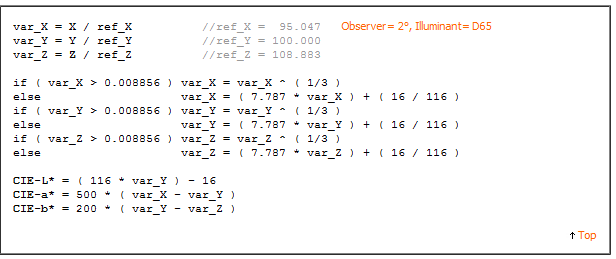 var_X = X / ref_X          //ref_X =  95.047   Observer= 2°, Illuminant= D65
var_Y = Y / ref_Y          //ref_Y = 100.000
var_Z = Z / ref_Z          //ref_Z = 108.883
if ( var_X > 0.008856 ) var_X = var_X ^ ( 1/3 )
else                    var_X = ( 7.787 * var_X ) + ( 16 / 116 )
if ( var_Y > 0.008856 ) var_Y = var_Y ^ ( 1/3 )
else                    var_Y = ( 7.787 * var_Y ) + ( 16 / 116 )
if ( var_Z > 0.008856 ) var_Z = var_Z ^ ( 1/3 )
else                    var_Z = ( 7.787 * var_Z ) + ( 16 / 116 )
CIE-L* = ( 116 * var_Y ) - 16
CIE-a* = 500 * ( var_X - var_Y )
CIE-b* = 200 * ( var_Y - var_Z )
↑ Top